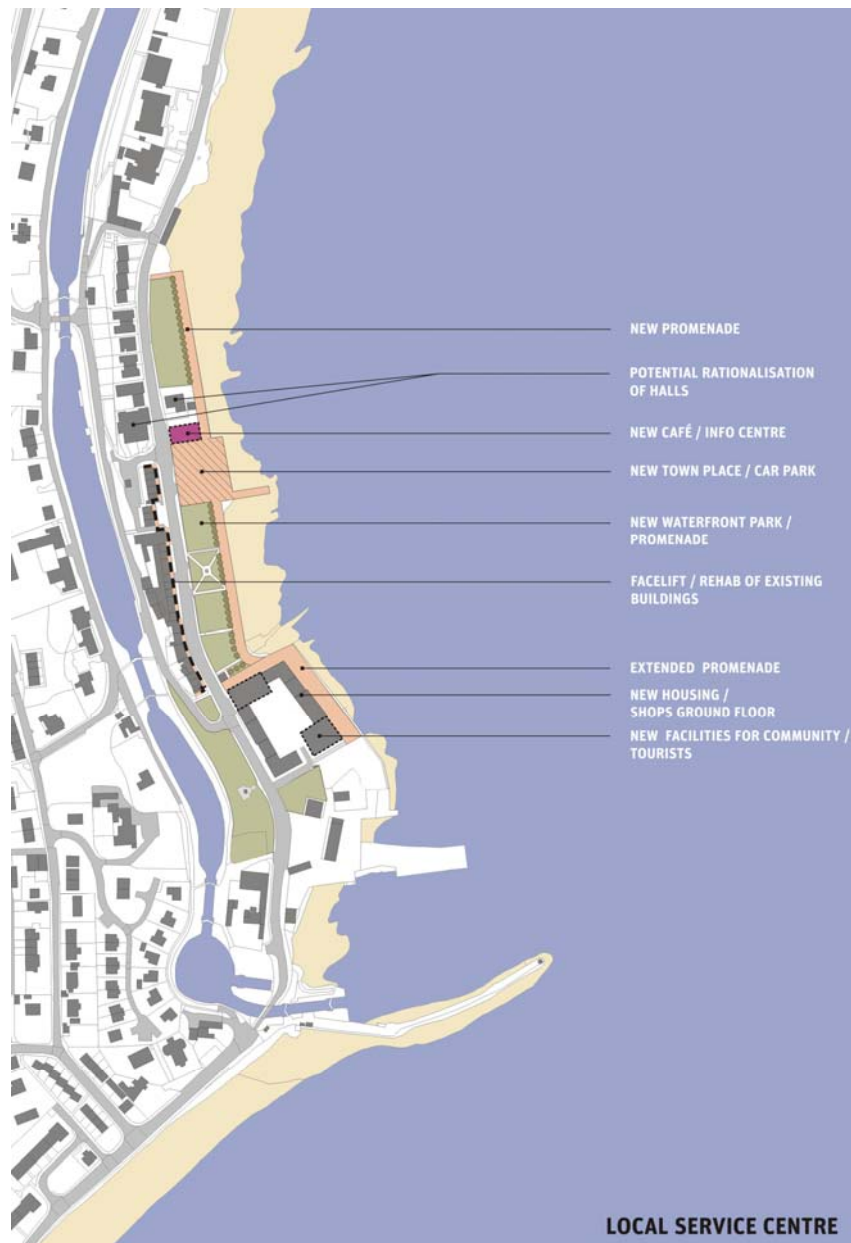 NEW PROMENADE
POTENTIAL RATIONALISATION
OF HALLS
NEW CAFÉ / INFO CENTRE
NEW TOWN PLACE / CAR PARK
NEW WATERFRONT PARK /
PROMENADE
FACELIFT / REHAB OF EXISTING
BUILDINGS
EXTENDED PROMENADE
NEW HOUSING /
SHOPS GROUND FLOOR
NEW FACILITIES FOR COMMUNITY /
TOURISTS
LOCAL SERVICE CENTRE